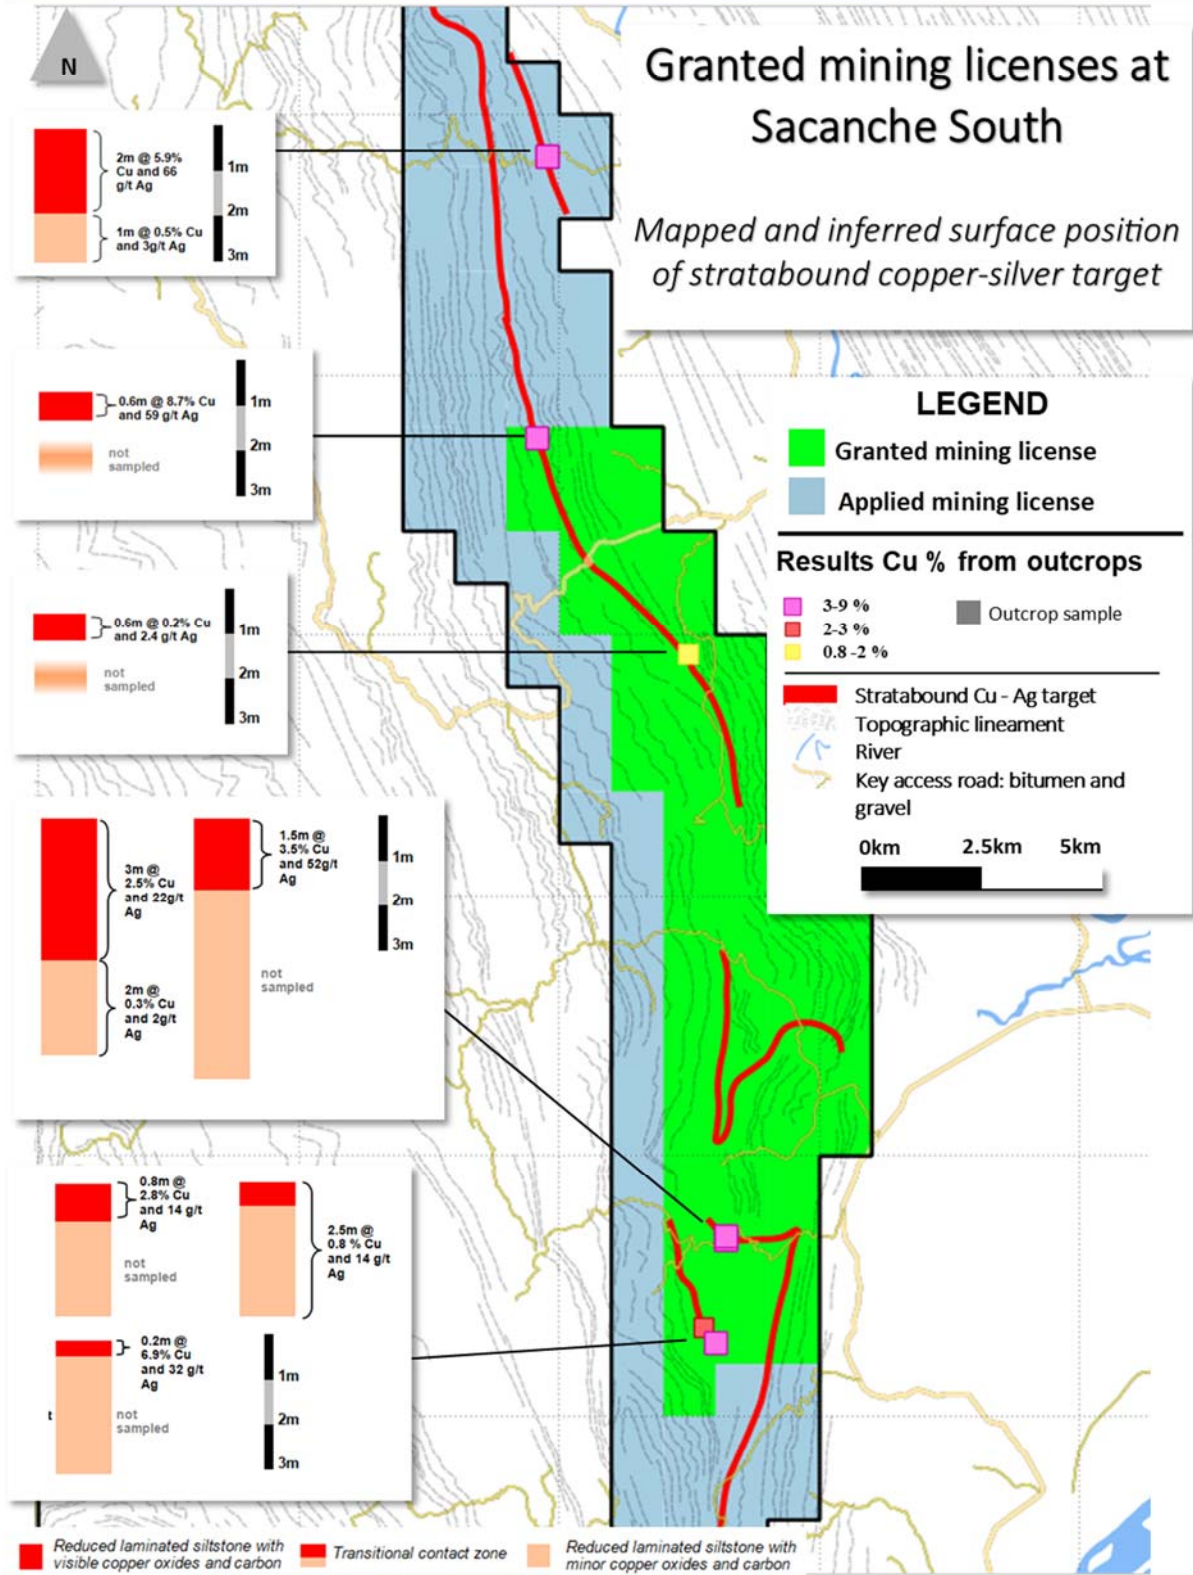 N
Granted mining licenses at
Sacanche South
Mapped and inferred surface position
of stratabound copper-silver target
2m @ 5.9%
Cu and 66
g/t Ag
1m @ 0.5% Cu
and 3g/t Ag
1m
2m
3m
0.6m @ 8.7% Cu
and 59 g/t Ag
not
sampled
1m
2m
3m
0.6m @ 0.2% Cu
and 2.4 g/t Ag
not
sampled
1m
2m
3m
3m @
2.5% Cu
and 22g/t
Ag
2m @
0.3% Cu
and 2g/t
Ag
1.5m @
3.5% Cu
and 52g/t
Ag
not
sampled
1m
2m
3m
0.8m @
2.8% Cu
and 14 g/t
Ag
not
sampled
2.5m @
0.8 % Cu
and 14 g/t
Ag
0.2m @
6.9% Cu
and 32 g/t
Ag
t
not
sampled
1m
2m
3m
LEGEND
Granted mining license
Applied mining license
Results Cu % from outcrops
3-9 %
2-3 %
0.8 -2 %
Outcrop sample
Stratabound Cu - Ag target
Topographic lineament
River
Key access road: bitumen and
gravel
0km 2.5km 5km
Reduced laminated siltstone with
visible copper oxides and carbon
Transitional contact zone
Reduced laminated siltstone with
minor copper oxides and carbon